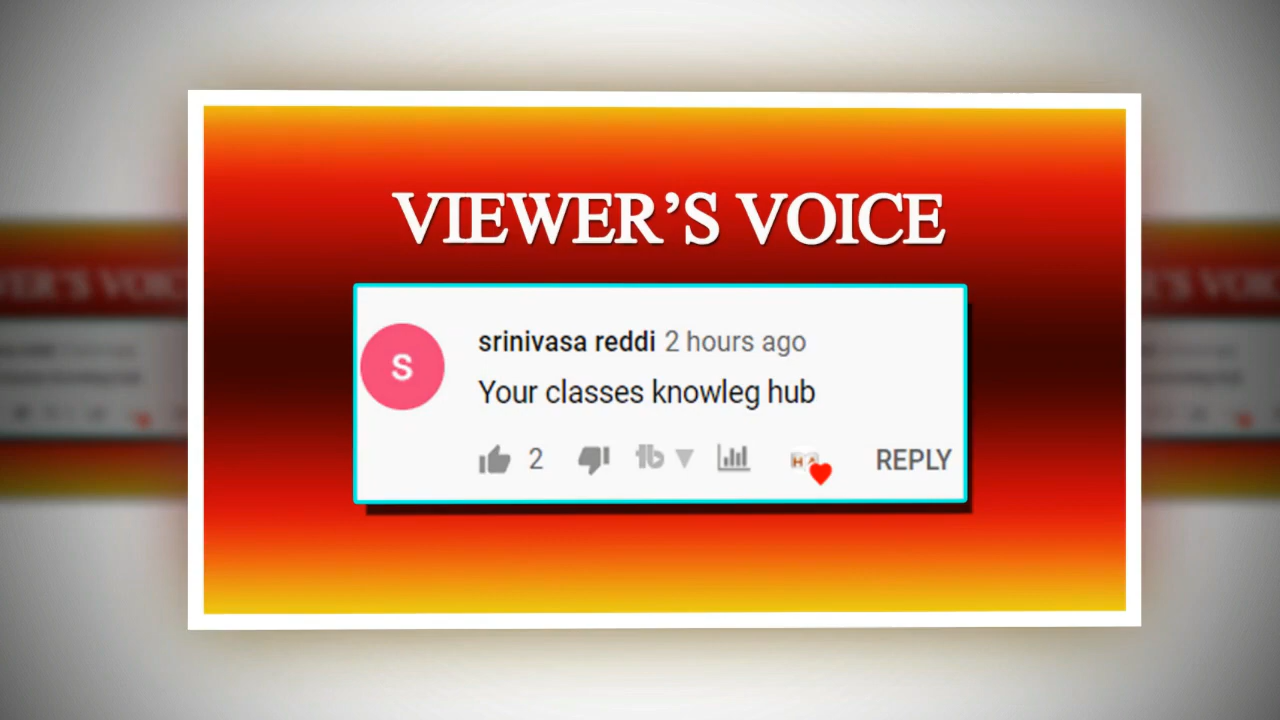 VIEWER'S VOICE
S
srinivasa reddi 2 hours ago
Your classes knowleg hub
2
REPLY